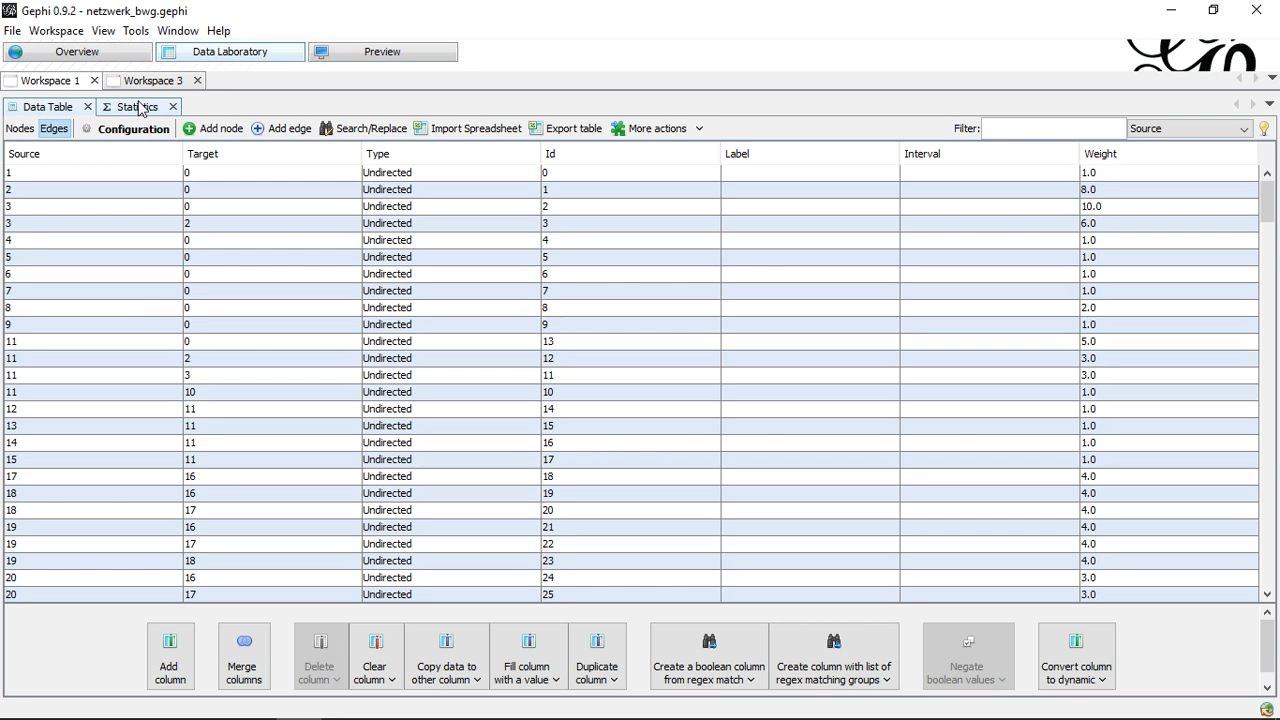 Gephi 0.9.2 - netzwerk_bwg.gephi
File Workspace View Tools Window Help
Overview Data Laboratory Preview
Workspace 1 Workspace 3
Data Table Statistics
Nodes Edges Configuration Add node Add edge Search/Replace Import Spreadsheet Export table More actions Filter: Source
Source Target Type Id Label Interval Weight
1 0 Undirected 0 1.0
2 0 Undirected 1 8.0
3 0 Undirected 2 10.0
3 2 Undirected 3 6.0
4 0 Undirected 4 1.0
5 0 Undirected 5 1.0
6 0 Undirected 6 1.0
7 0 Undirected 7 1.0
8 0 Undirected 8 2.0
9 0 Undirected 9 1.0
11 0 Undirected 13 5.0
11 2 Undirected 12 3.0
11 3 Undirected 11 3.0
11 10 Undirected 10 1.0
12 11 Undirected 14 1.0
13 11 Undirected 15 1.0
14 11 Undirected 16 1.0
15 11 Undirected 17 1.0
17 16 Undirected 18 4.0
18 16 Undirected 19 4.0
18 17 Undirected 20 4.0
19 16 Undirected 21 4.0
19 17 Undirected 22 4.0
19 18 Undirected 23 4.0
20 16 Undirected 24 3.0
20 17 Undirected 25 3.0
Add column
Merge columns
Delete column
Clear column
Copy data to other column
Fill column with a value
Duplicate column
Create a boolean column from regex match
Create column with list of regex matching groups
Negate boolean values
Convert column to dynamic